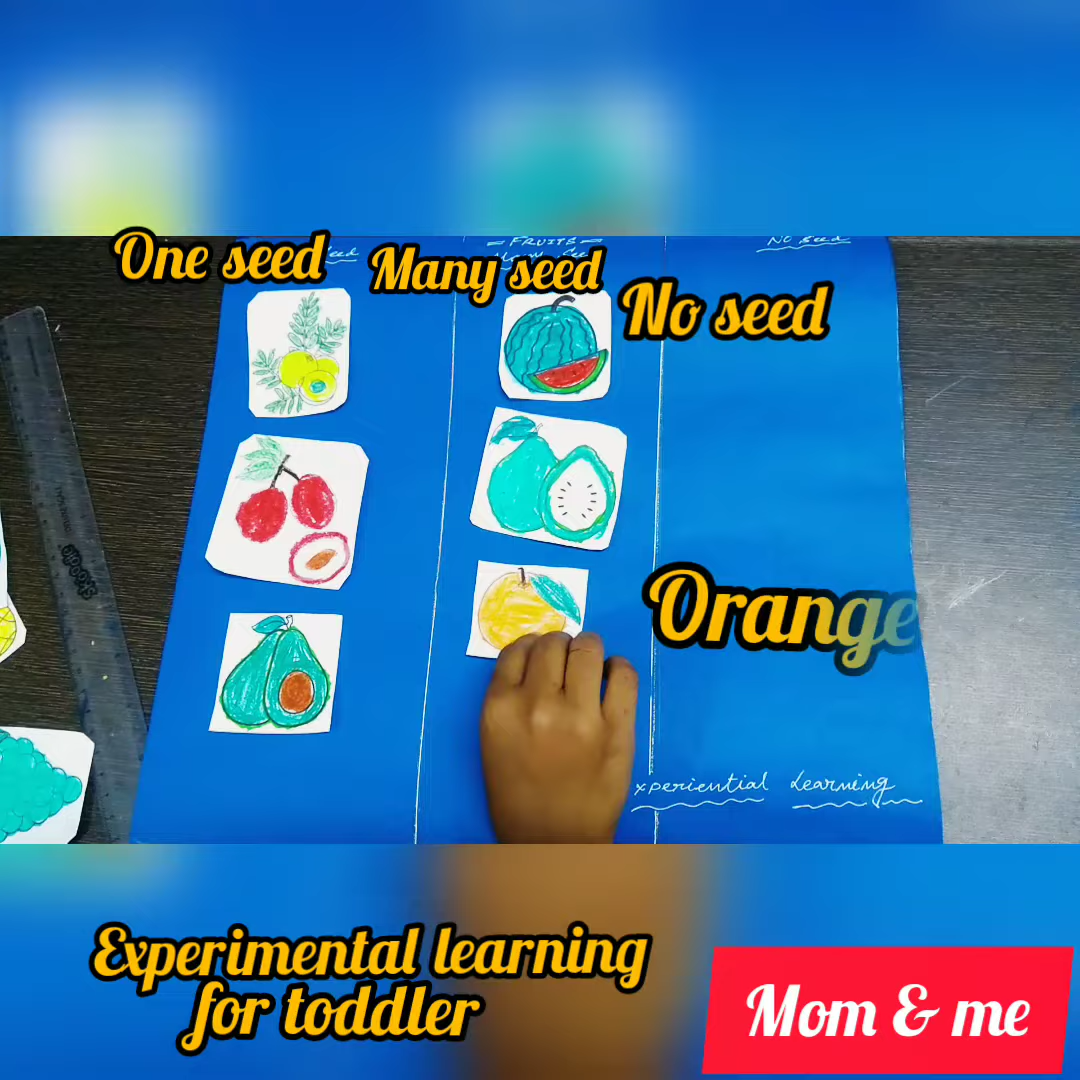 One seed
Many seed
No seed
= FRUITS =
No seed
Orange
xperiential Learning
Experimental learning
for toddler
Mom & me